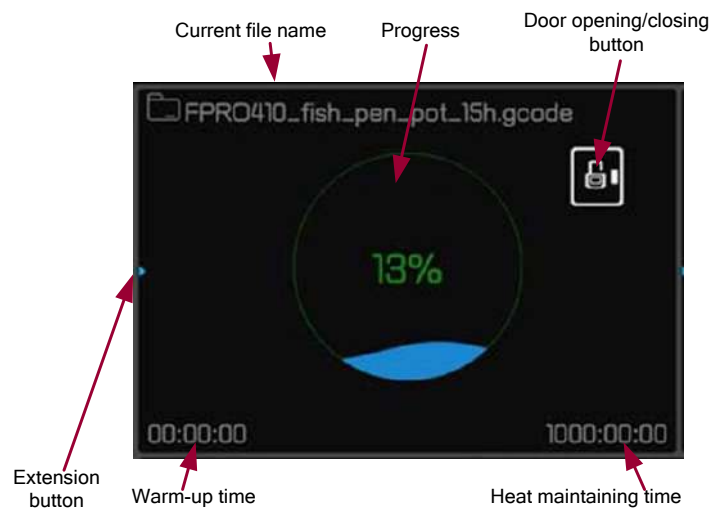 Current file name
Progress
Door opening/closing
button
FPRO410_fish_pen_pot_15h.gcode
13%
00:00:00
1000:00:00
Extension
button
Warm-up time
Heat maintaining time